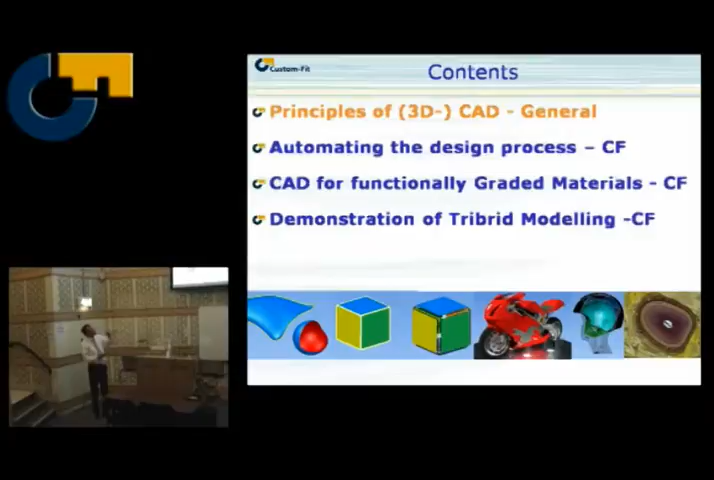 Custom-Fit
Contents
Principles of (3D-) CAD - General
Automating the design process – CF
CAD for functionally Graded Materials - CF
Demonstration of Tribrid Modelling -CF